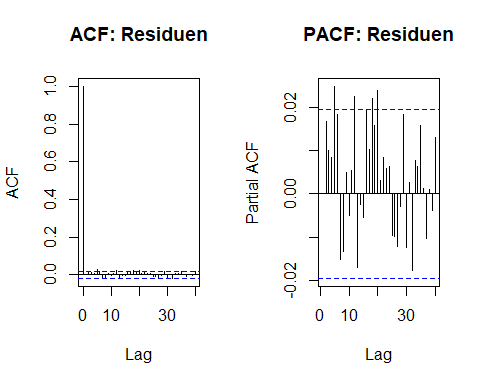 ACF: Residuen
ACF
0.0 0.2 0.4 0.6 0.8 1.0
0 10 30
Lag
PACF: Residuen
Partial ACF
-0.02 0.00 0.02
0 10 30
Lag